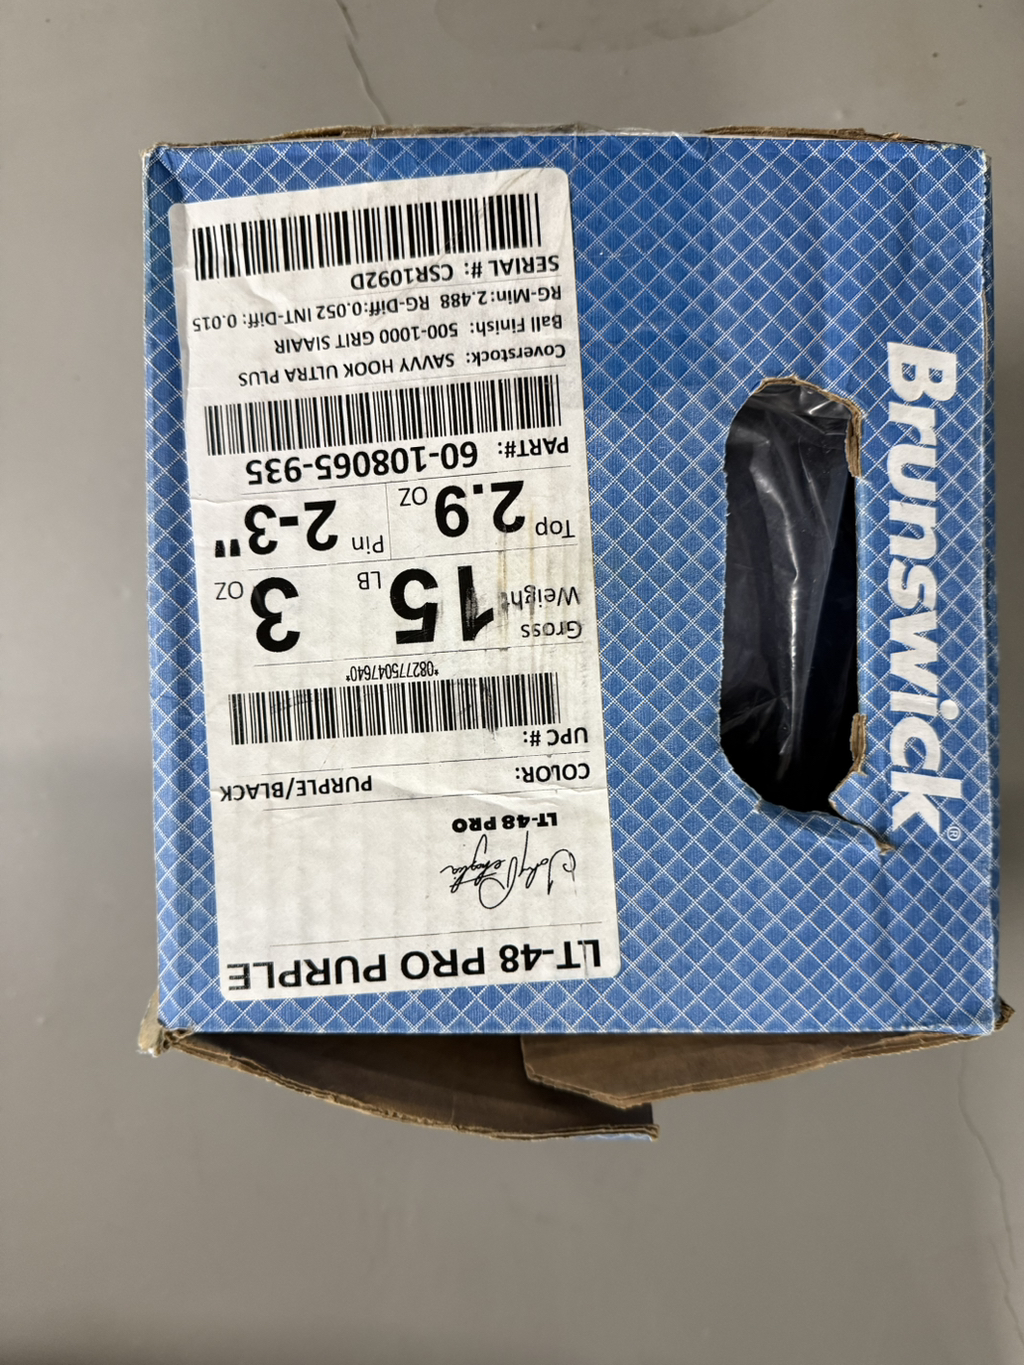 LT-48 PRO PURPLE
LT-48 PRO
COLOR: PURPLE/BLACK
UPC #:
*0827775047640*
Gross Weight 15 LB 3 OZ
Top 2.9 OZ Pin 2-3"
PART#: 60-108065-935
Coverstock: SAVVY HOOK ULTRA PLUS
Ball Finish: 500-1000 GRIT SIAAIR
RG-Min:2.488 RG-Diff:0.052 INT-Diff: 0.015
SERIAL #: CSR1092D
Brunswick®